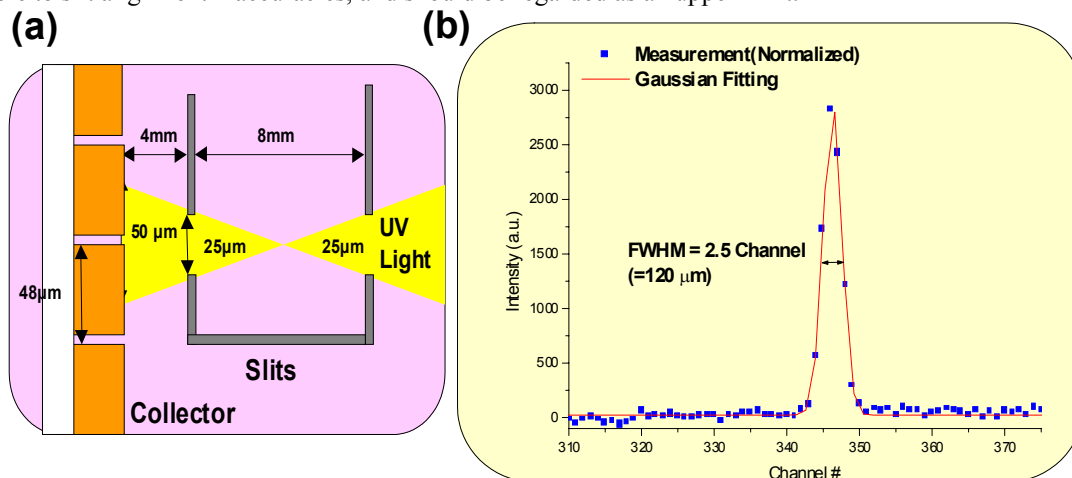 (a)
4mm
8mm
50 µm
25µm
25µm
UV
Light
48µm
Slits
Collector
(b)
Measurement(Normalized)
Gaussian Fitting
3000
2500
2000
1500
1000
500
0
Intensity (a.u.)
FWHM = 2.5 Channel
(=120 µm)
310 320 330 340 350 360 370
Channel #